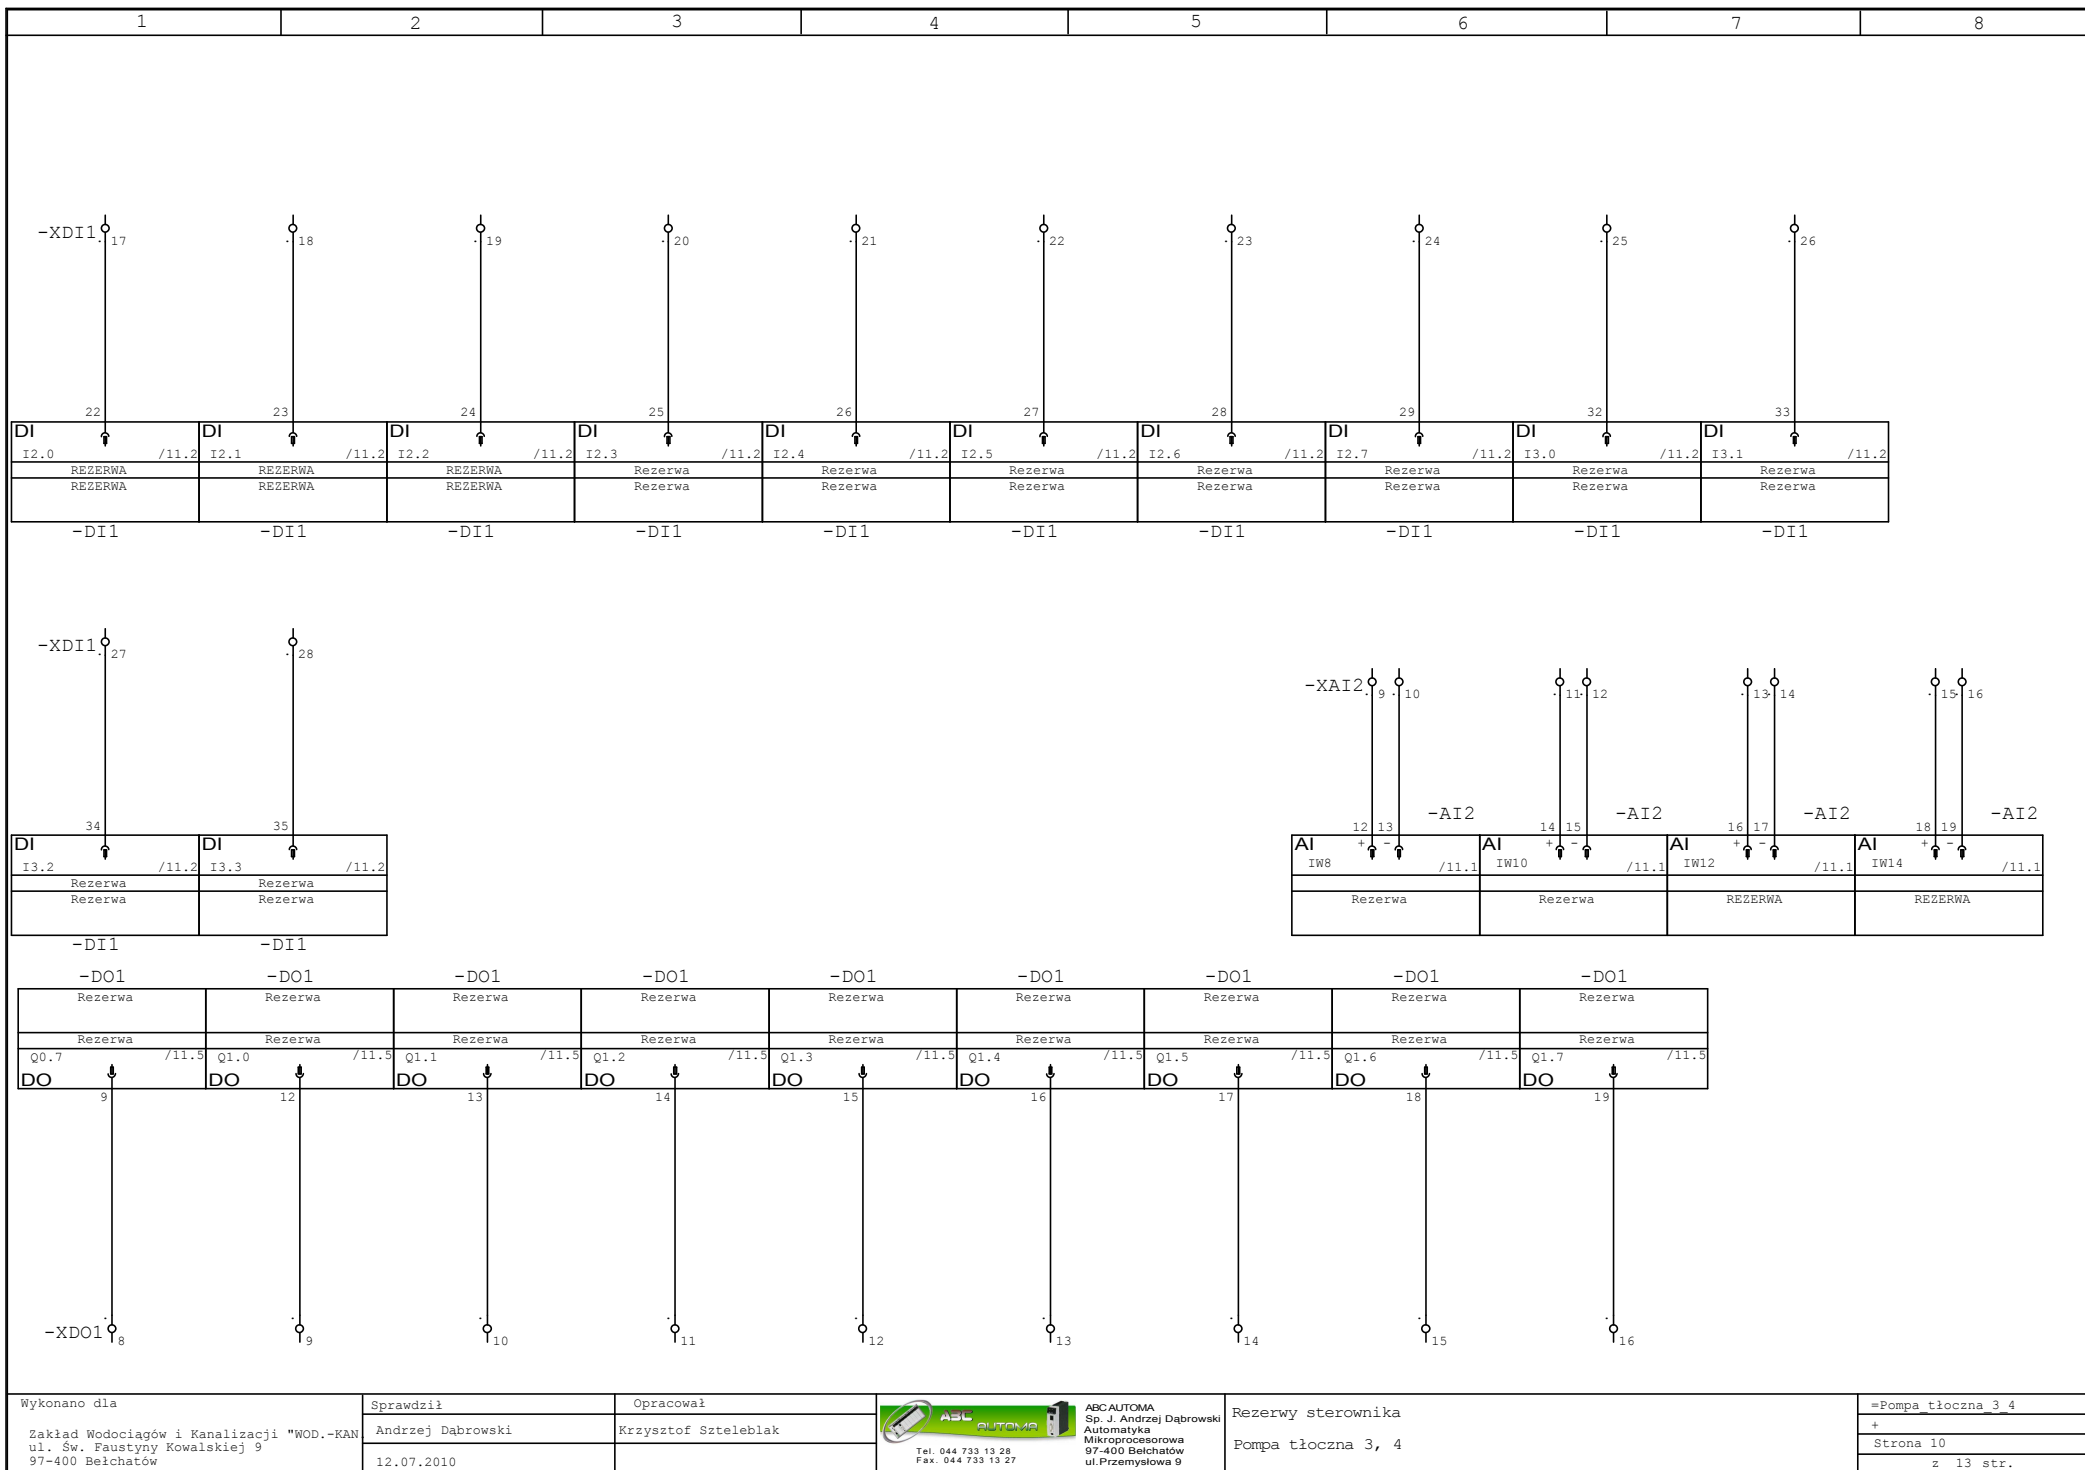 1 2 3 4 5 6 7 8
-XDI1 17 18 19 20 21 22 23 24 25 26
22 23 24 25 26 27 28 29 32 33
DI DI DI DI DI DI DI DI DI DI
I2.0 /11.2 I2.1 /11.2 I2.2 /11.2 I2.3 /11.2 I2.4 /11.2 I2.5 /11.2 I2.6 /11.2 I2.7 /11.2 I3.0 /11.2 I3.1 /11.2
REZERWA REZERWA REZERWA Rezerwa Rezerwa Rezerwa Rezerwa Rezerwa Rezerwa Rezerwa
REZERWA REZERWA REZERWA Rezerwa Rezerwa Rezerwa Rezerwa Rezerwa Rezerwa Rezerwa
-DI1 -DI1 -DI1 -DI1 -DI1 -DI1 -DI1 -DI1 -DI1 -DI1
-XDI1 27 28
-XAI2 9 10 11 12 13 14 15 16
-AI2 -AI2 -AI2 -AI2
34 35 12 13 14 15 16 17 18 19
DI DI AI + - AI + - AI + - AI + -
I3.2 /11.2 I3.3 /11.2 IW8 /11.1 IW10 /11.1 IW12 /11.1 IW14 /11.1
Rezerwa Rezerwa
Rezerwa Rezerwa Rezerwa Rezerwa REZERWA REZERWA
-DI1 -DI1
-DO1 -DO1 -DO1 -DO1 -DO1 -DO1 -DO1 -DO1 -DO1
Rezerwa Rezerwa Rezerwa Rezerwa Rezerwa Rezerwa Rezerwa Rezerwa Rezerwa
Rezerwa Rezerwa Rezerwa Rezerwa Rezerwa Rezerwa Rezerwa Rezerwa Rezerwa
Q0.7 /11.5 Q1.0 /11.5 Q1.1 /11.5 Q1.2 /11.5 Q1.3 /11.5 Q1.4 /11.5 Q1.5 /11.5 Q1.6 /11.5 Q1.7 /11.5
DO DO DO DO DO DO DO DO DO
9 12 13 14 15 16 17 18 19
-XDO1 8 9 10 11 12 13 14 15 16
Wykonano dla
Zakład Wodociągów i Kanalizacji "WOD.-KAN.
ul. Św. Faustyny Kowalskiej 9
97-400 Bełchatów
Sprawdził
Andrzej Dąbrowski
12.07.2010
Opracował
Krzysztof Szteleblak
ABC AUTOMA
Tel. 044 733 13 28
Fax. 044 733 13 27
ABC AUTOMA
Sp. J. Andrzej Dąbrowski
Automatyka
Mikroprocesorowa
97-400 Bełchatów
ul.Przemysłowa 9
Rezerwy sterownika
Pompa tłoczna 3, 4
=Pompa_tłoczna_3_4
+
Strona 10
z 13 str.